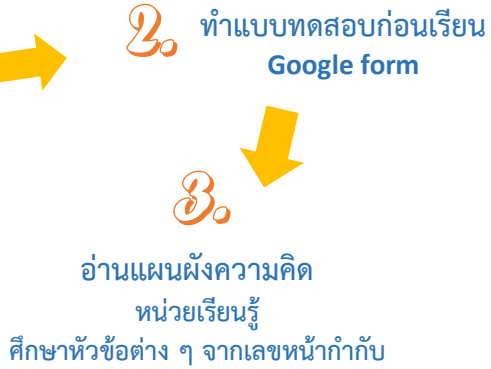 2. ทำแบบทดสอบก่อนเรียน
Google form
3.
อ่านแผนผังความคิด
หน่วยเรียนรู้
ศึกษาหัวข้อต่าง ๆ จากเลขหน้ากำกับ